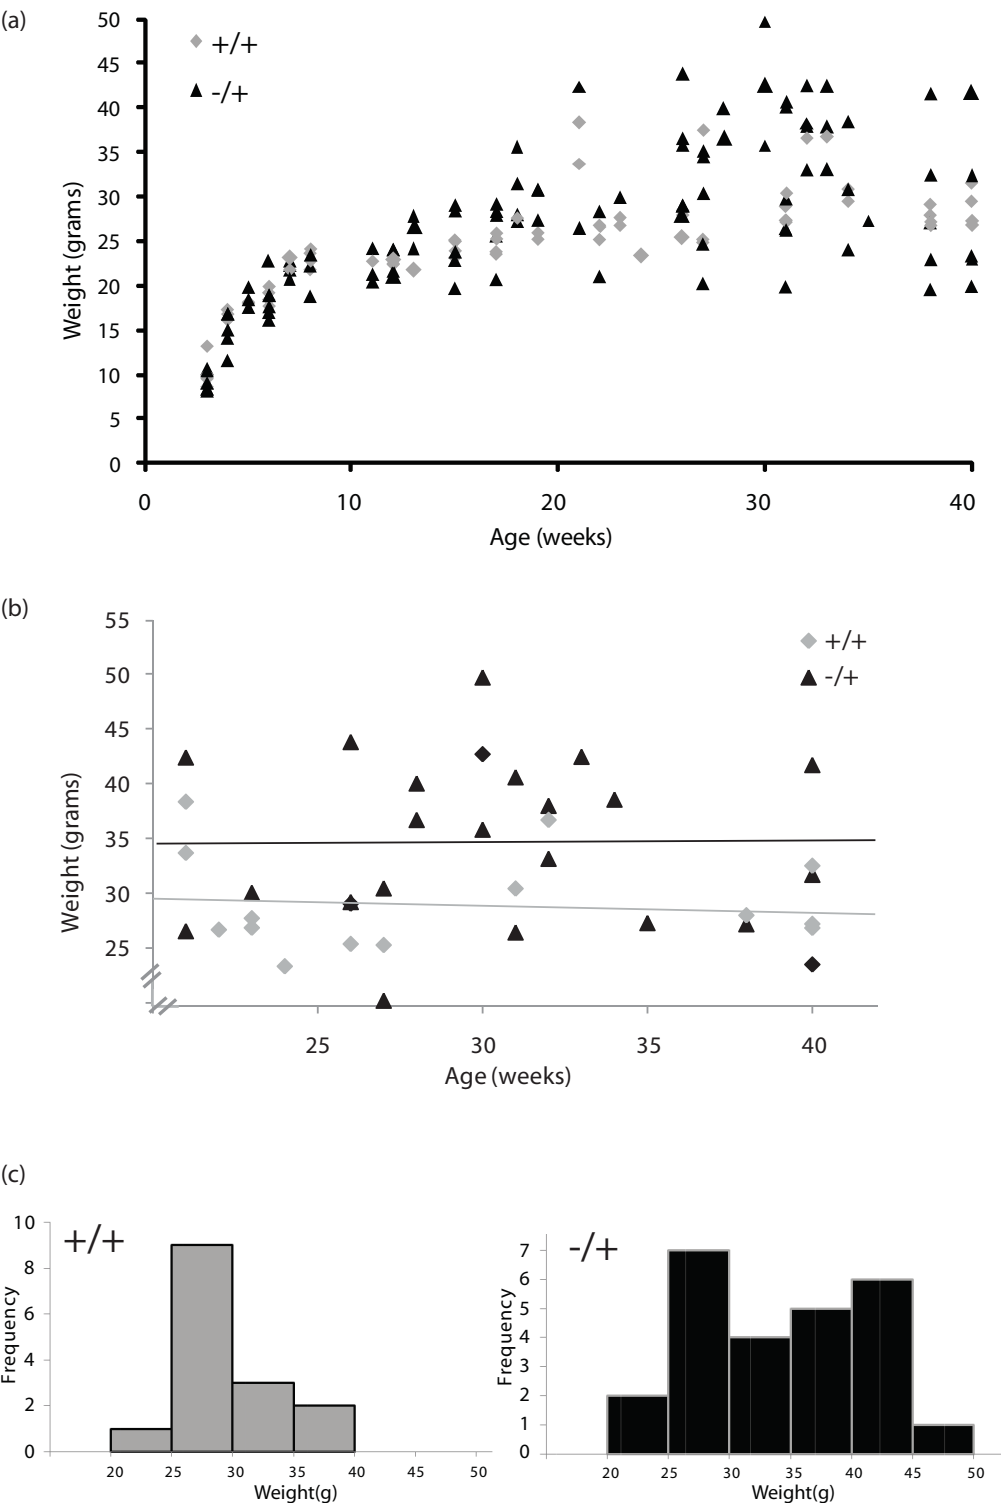 (a)
50
45
40
35
30
25
20
15
10
5
0
+/+
-/+
Weight (grams)
0 10 20 30 40
Age (weeks)
(b)
55
50
45
40
35
30
25
+/+
-/+
Weight (grams)
25 30 35 40
Age (weeks)
(c)
10
8
6
4
2
0
+/+
Frequency
20 25 30 35 40 45 50
Weight(g)
7
6
5
4
3
2
1
0
-/+
Frequency
20 25 30 35 40 45 50
Weight(g)